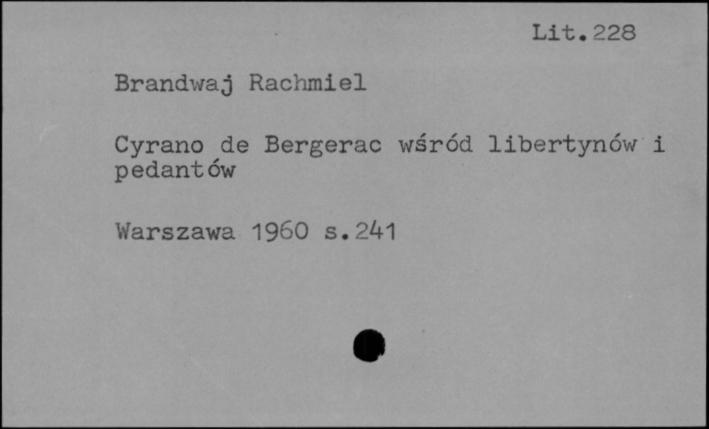 Lit.228
Brandwaj Rachmiel
Cyrano de Bergerac wśród libertynów i
pedantów
Warszawa 1960 s.241